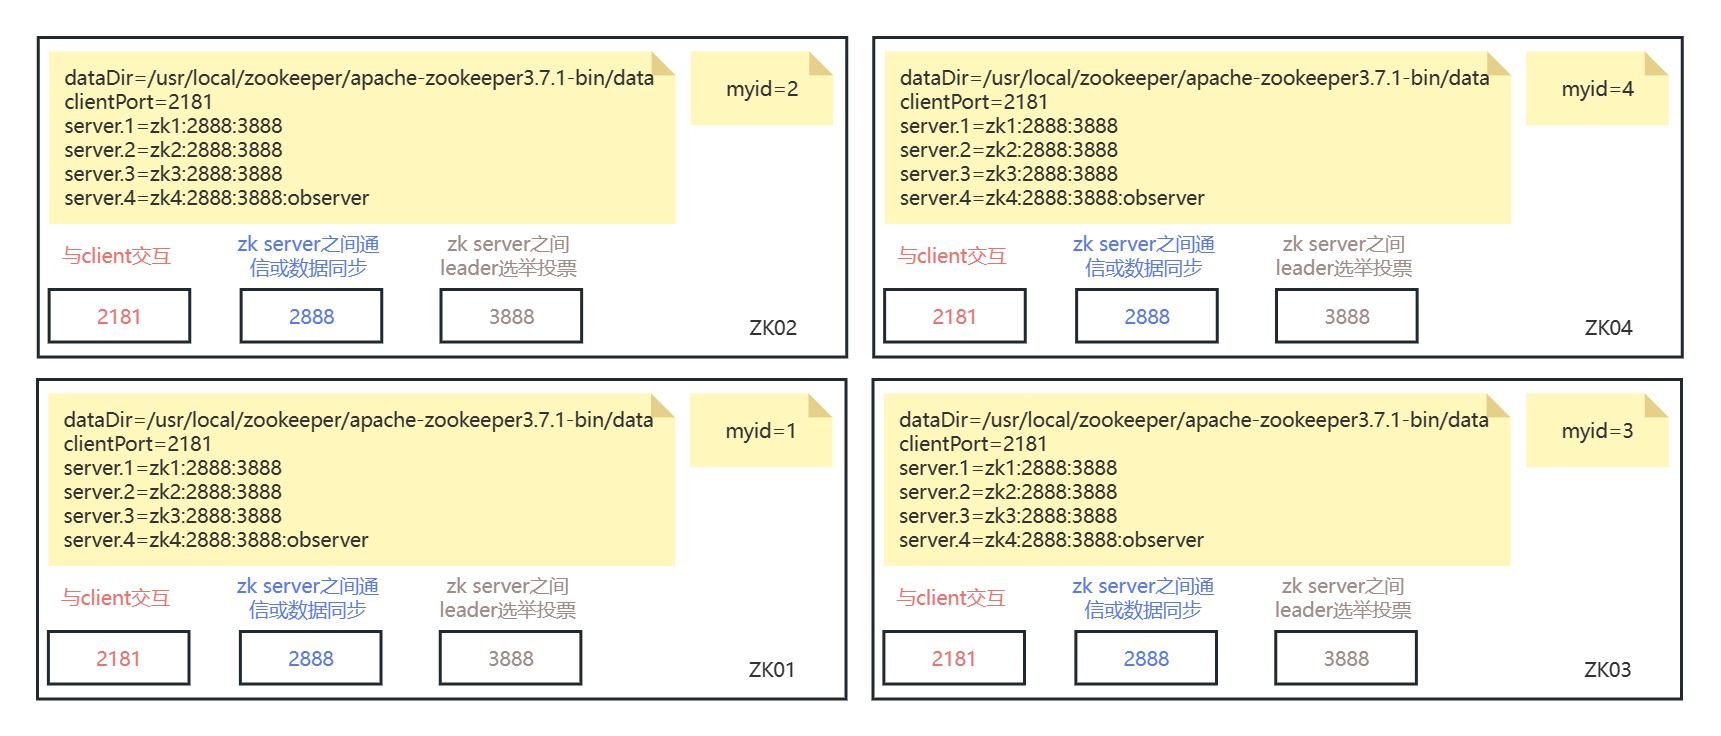 dataDir=/usr/local/zookeeper/apache-zookeeper3.7.1-bin/data
clientPort=2181
server.1=zk1:2888:3888
server.2=zk2:2888:3888
server.3=zk3:2888:3888
server.4=zk4:2888:3888:observer
myid=2
与client交互
zk server之间通
信或数据同步
zk server之间
leader选举投票
2181
2888
3888
ZK02
dataDir=/usr/local/zookeeper/apache-zookeeper3.7.1-bin/data
clientPort=2181
server.1=zk1:2888:3888
server.2=zk2:2888:3888
server.3=zk3:2888:3888
server.4=zk4:2888:3888:observer
myid=4
与client交互
zk server之间通
信或数据同步
zk server之间
leader选举投票
2181
2888
3888
ZK04
dataDir=/usr/local/zookeeper/apache-zookeeper3.7.1-bin/data
clientPort=2181
server.1=zk1:2888:3888
server.2=zk2:2888:3888
server.3=zk3:2888:3888
server.4=zk4:2888:3888:observer
myid=1
与client交互
zk server之间通
信或数据同步
zk server之间
leader选举投票
2181
2888
3888
ZK01
dataDir=/usr/local/zookeeper/apache-zookeeper3.7.1-bin/data
clientPort=2181
server.1=zk1:2888:3888
server.2=zk2:2888:3888
server.3=zk3:2888:3888
server.4=zk4:2888:3888:observer
myid=3
与client交互
zk server之间通
信或数据同步
zk server之间
leader选举投票
2181
2888
3888
ZK03